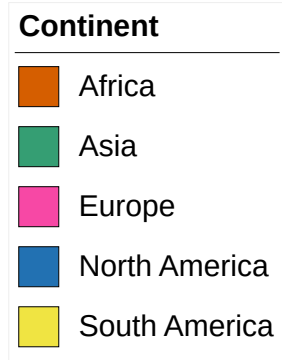 Continent
Africa
Asia
Europe
North America
South America